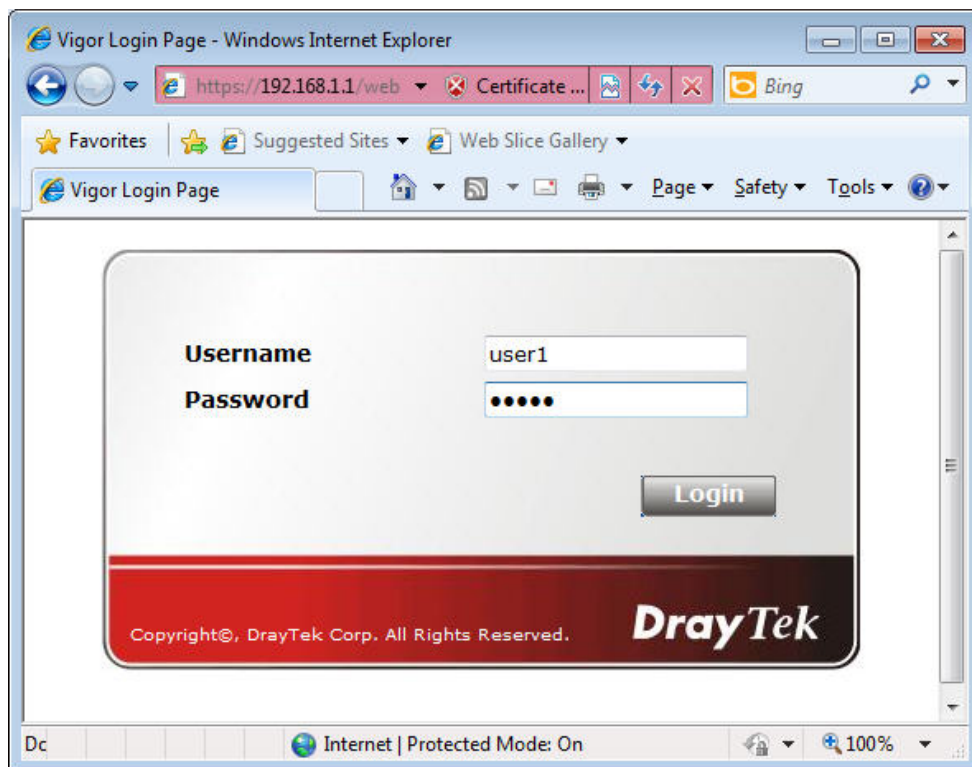 Vigor Login Page - Windows Internet Explorer
https://192.168.1.1/web Certificate ... Bing
Favorites Suggested Sites Web Slice Gallery
Vigor Login Page Page Safety Tools
Username user1
Password •••••
Login
Copyright©, DrayTek Corp. All Rights Reserved. DrayTek
Dc Internet | Protected Mode: On 100%